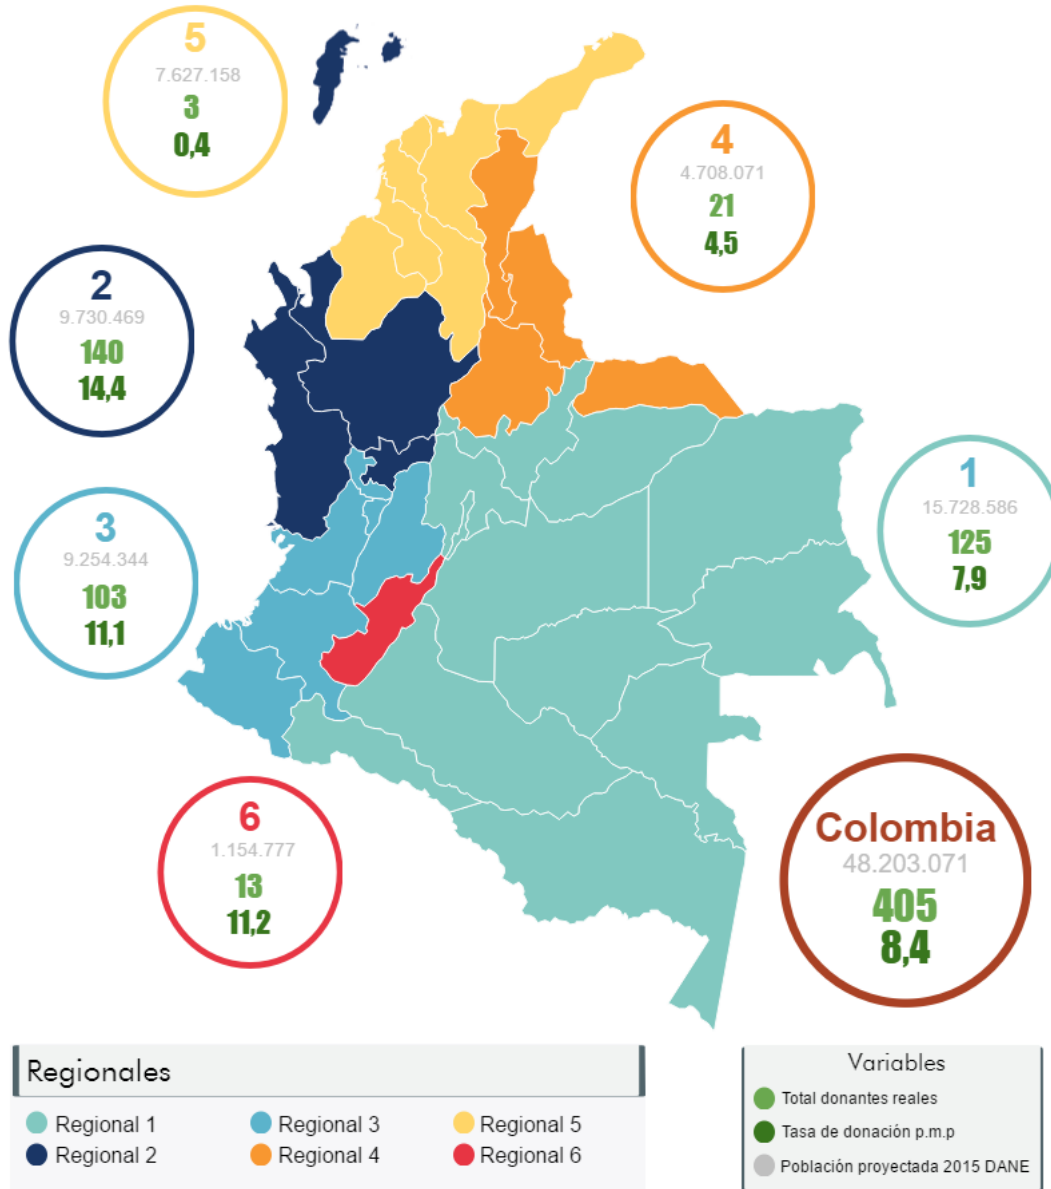 5
7.627.158
3
0,4
4
4.708.071
21
4,5
2
9.730.469
140
14,4
1
15.728.586
125
7,9
3
9.254.344
103
11,1
6
1.154.777
13
11,2
Colombia
48.203.071
405
8,4
Regionales
Regional 1
Regional 2
Regional 3
Regional 4
Regional 5
Regional 6
Variables
Total donantes reales
Tasa de donación p.m.p
Población proyectada 2015 DANE